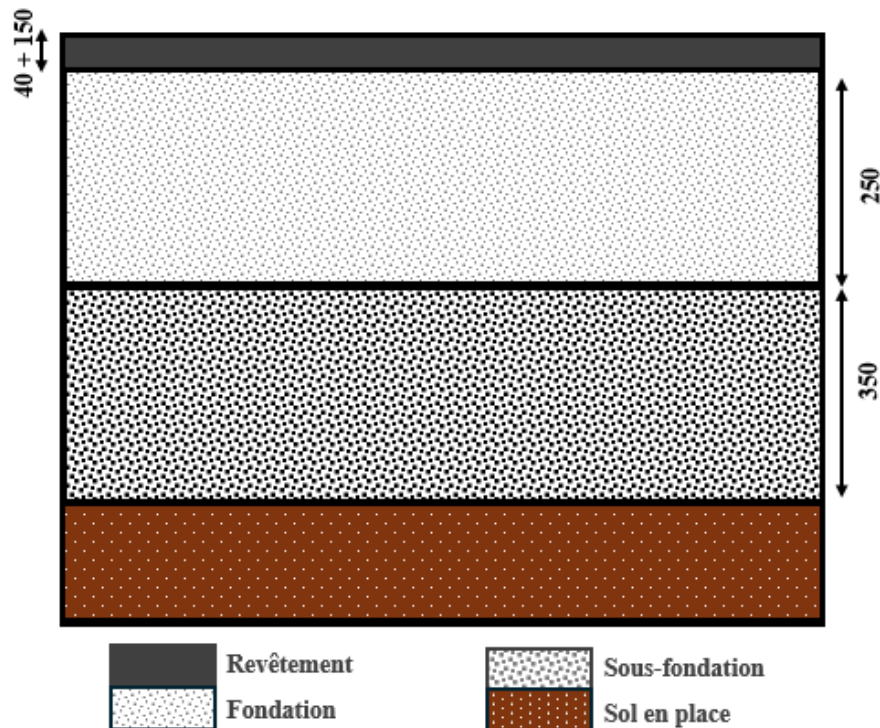 40 + 150
250
350
Revêtement
Sous-fondation
Fondation
Sol en place